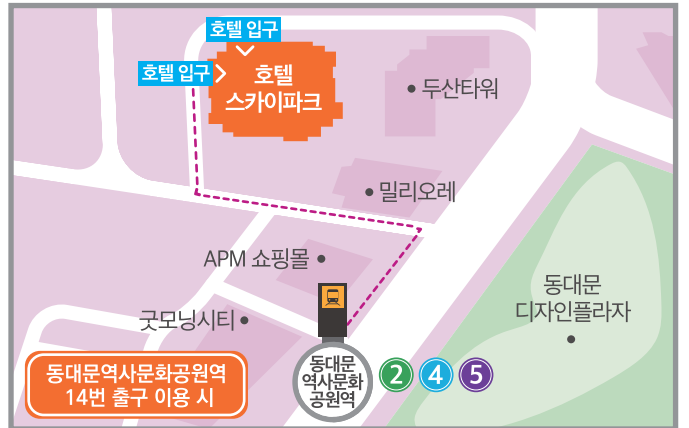 호텔 입구
호텔 입구
호텔
스카이파크
두산타워
밀리오레
APM 쇼핑몰
동대문
디자인플라자
굿모닝시티
동대문역사문화공원역
14번 출구 이용 시
동대문
역사문화
공원역
2 4 5